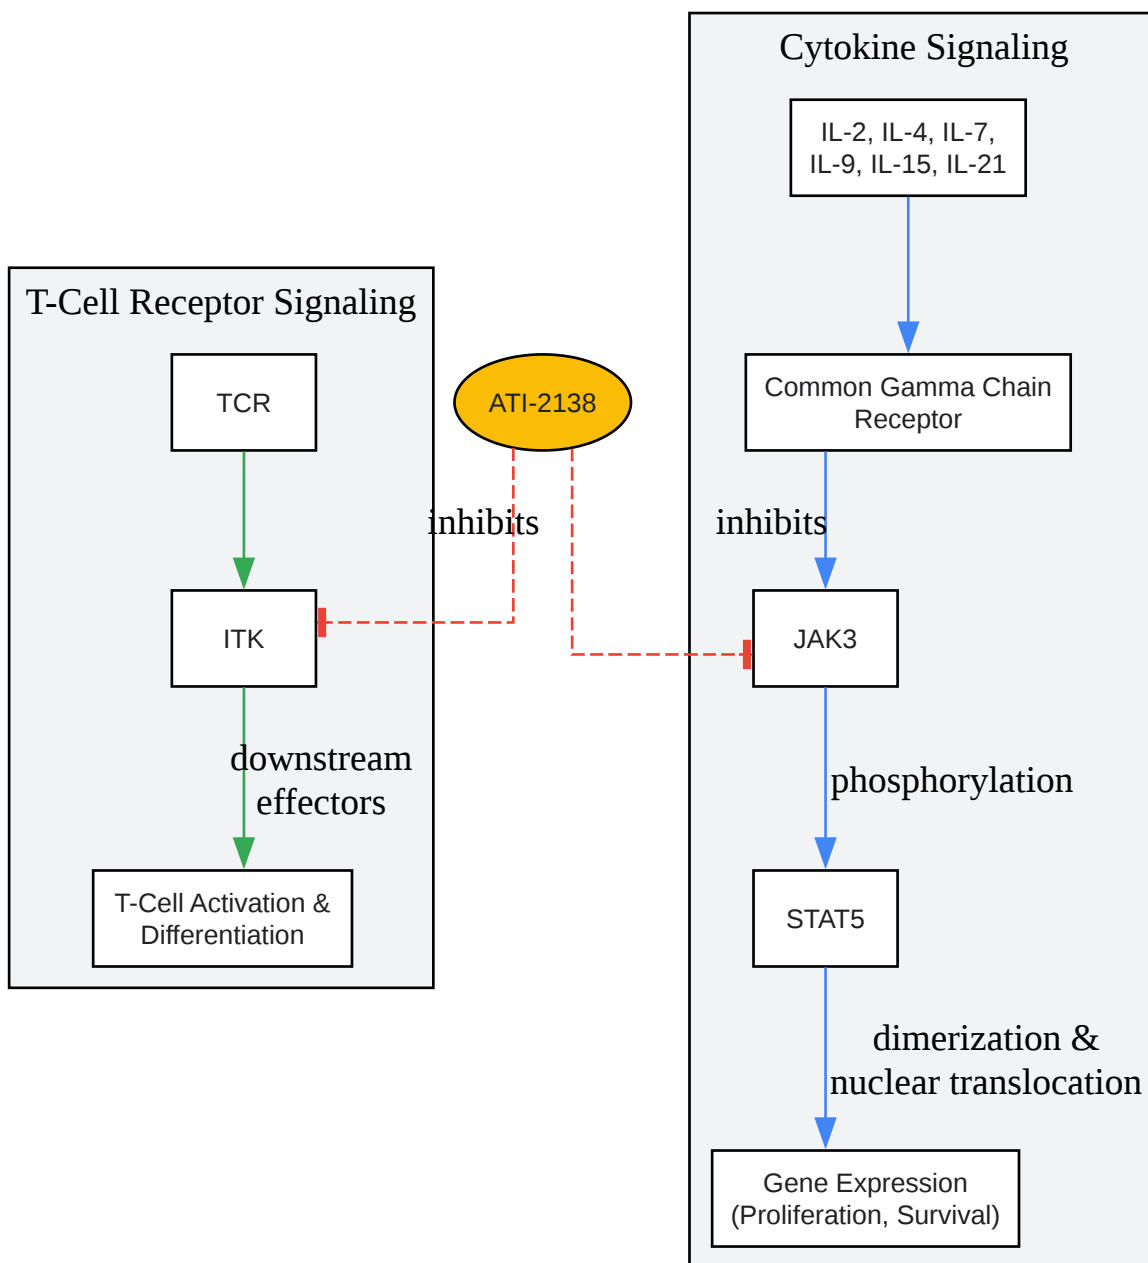 Cytokine Signaling
IL-2, IL-4, IL-7,
IL-9, IL-15, IL-21
T-Cell Receptor Signaling
TCR
ATI-2138
Common Gamma Chain
Receptor
inhibits
inhibits
ITK
JAK3
downstream
effectors
phosphorylation
T-Cell Activation &
Differentiation
STAT5
dimerization &
nuclear translocation
Gene Expression
(Proliferation, Survival)